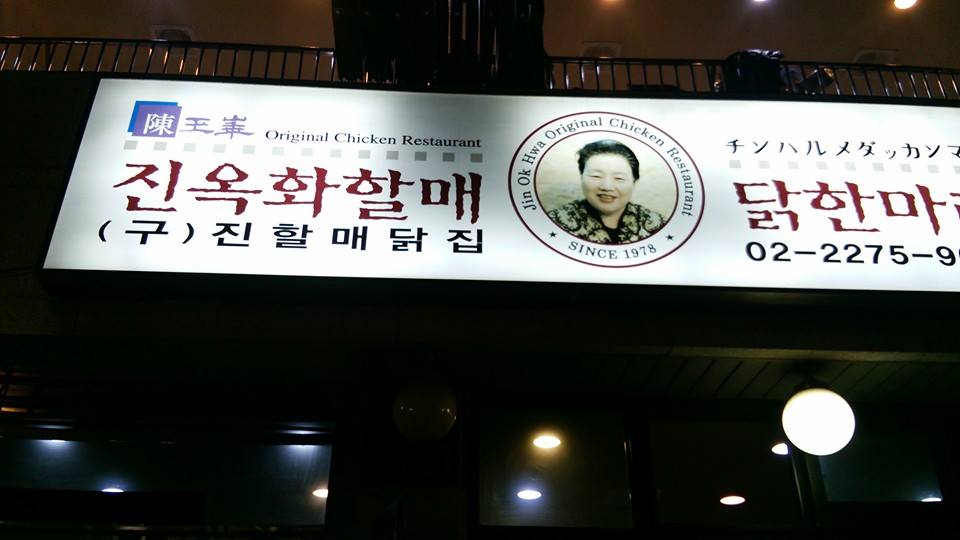 陳玉華 Original Chicken Restaurant
진옥화할매
(구)진할매닭집
Jin Ok Hwa Original Chicken Restaurant
★ SINCE 1978 ★
チンハルメダッカンマ
닭한마
02-2275-9